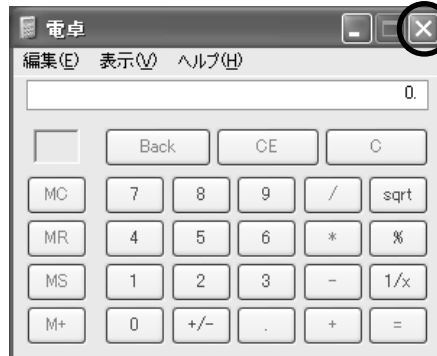 電卓
編集(E) 表示(V) ヘルプ(H)
0.
Back CE C
MC 7 8 9 / sqrt
MR 4 5 6 * %
MS 1 2 3 - 1/x
M+ 0 +/- . + =